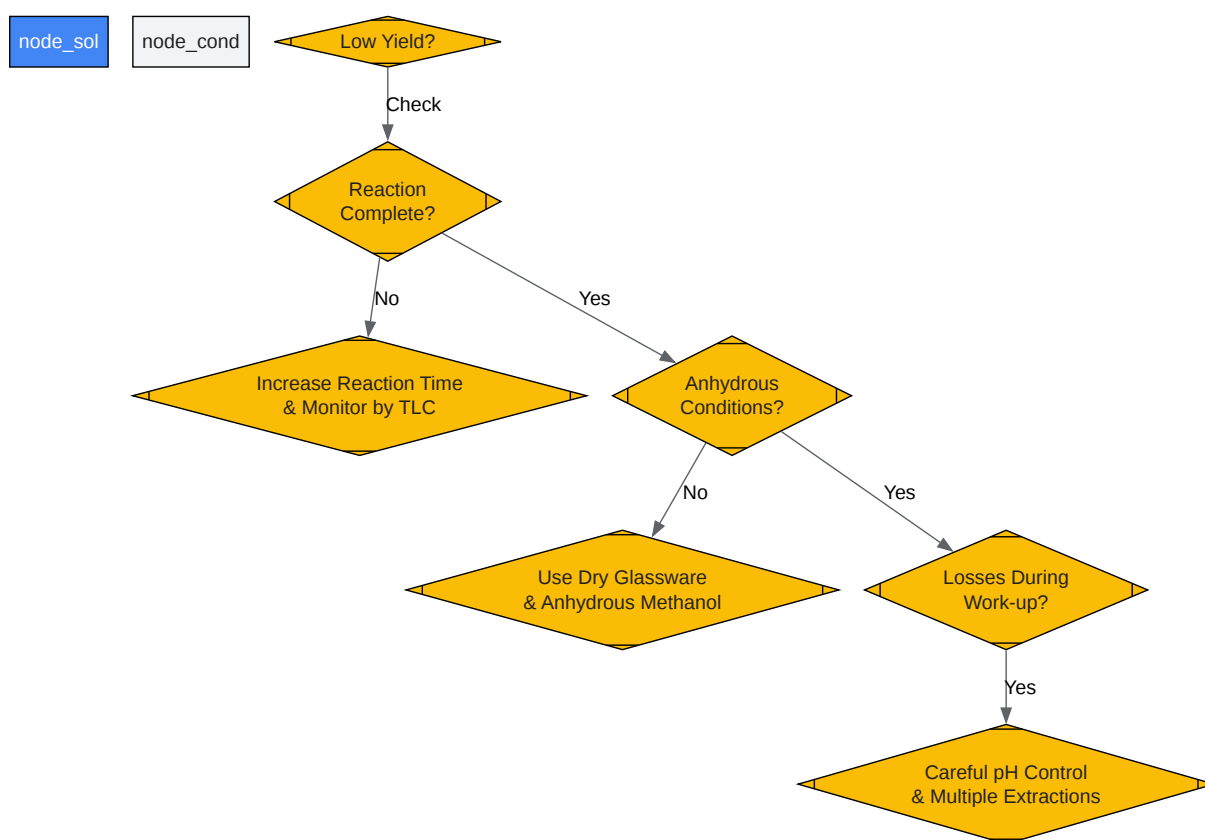 node_sol
node_cond
Low Yield?
Check
Reaction
Complete?
No
Yes
Increase Reaction Time
& Monitor by TLC
Anhydrous
Conditions?
No
Yes
Use Dry Glassware
& Anhydrous Methanol
Losses During
Work-up?
Yes
Careful pH Control
& Multiple Extractions